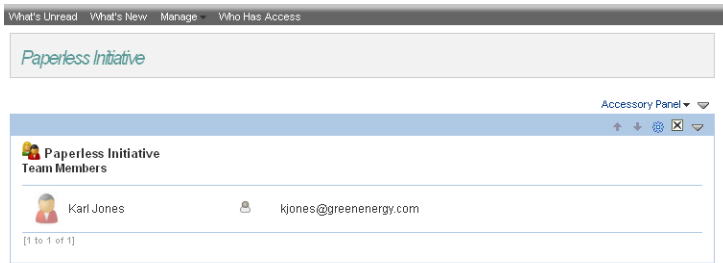 What's Unread What's New Manage Who Has Access
Paperless Initiative
Accessory Panel
Paperless Initiative
Team Members
Karl Jones kjones@greenenergy.com
[1 to 1 of 1]